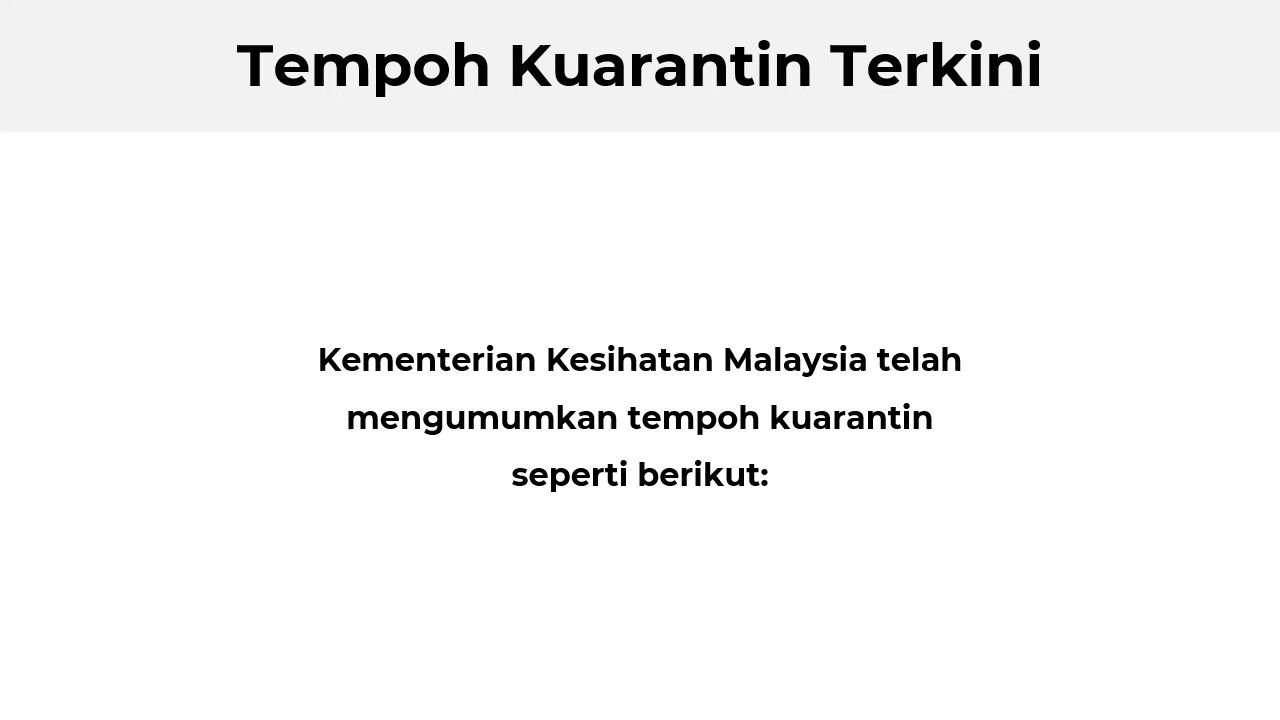 Tempoh Kuarantin Terkini
Kementerian Kesihatan Malaysia telah
mengumumkan tempoh kuarantin
seperti berikut: